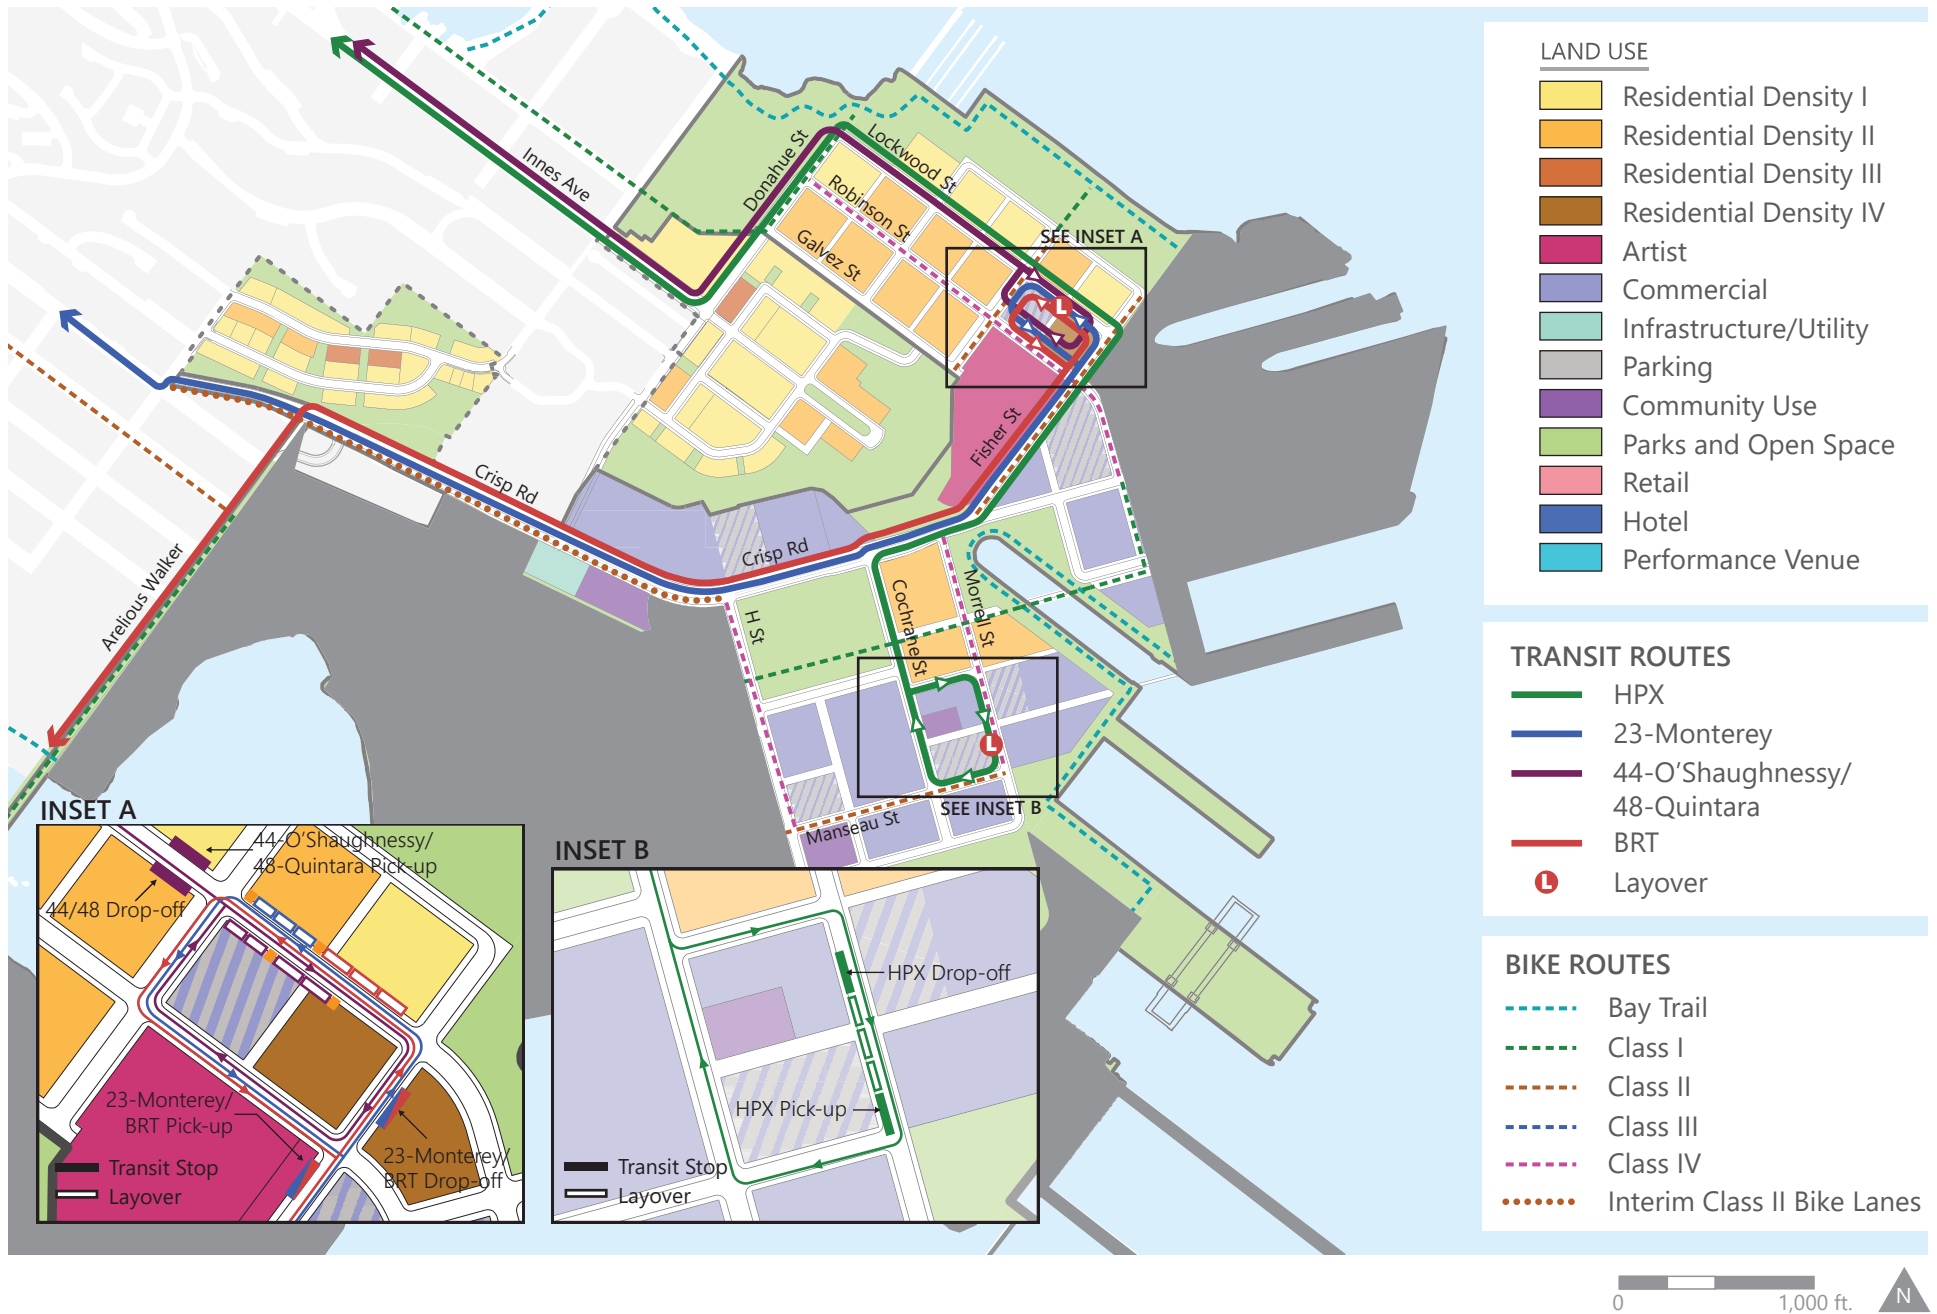 Innes Ave
Donahue St
Lockwood St
Robinson St
Galvez St
SEE INSET A
L
Fisher St
Crisp Rd
Crisp Rd
Arelious Walker
H St
Cochrane St
Morrell St
L
SEE INSET B
Manseau St
INSET A
44-O'Shaughnessy/
48-Quintara Pick-up
44/48 Drop-off
23-Monterey/
BRT Pick-up
23-Monterey/
BRT Drop-off
Transit Stop
Layover
INSET B
HPX Drop-off
HPX Pick-up
Transit Stop
Layover
LAND USE
Residential Density I
Residential Density II
Residential Density III
Residential Density IV
Artist
Commercial
Infrastructure/Utility
Parking
Community Use
Parks and Open Space
Retail
Hotel
Performance Venue
TRANSIT ROUTES
HPX
23-Monterey
44-O'Shaughnessy/
48-Quintara
BRT
L Layover
BIKE ROUTES
Bay Trail
Class I
Class II
Class III
Class IV
Interim Class II Bike Lanes
0 1,000 ft.
N